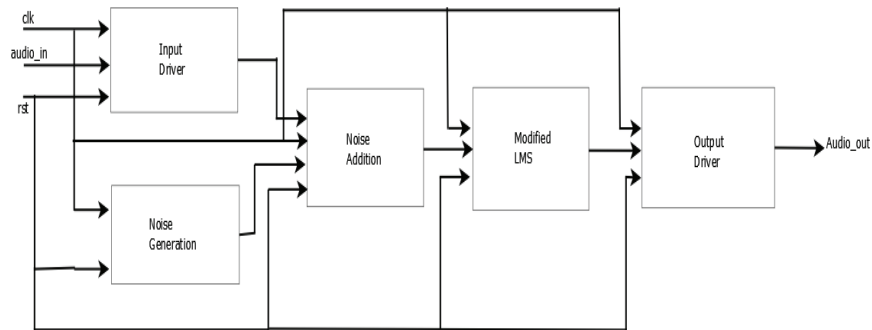 clk
audio_in
rst
Input
Driver
Noise
Generation
Noise
Addition
Modified
LMS
Output
Driver
Audio_out